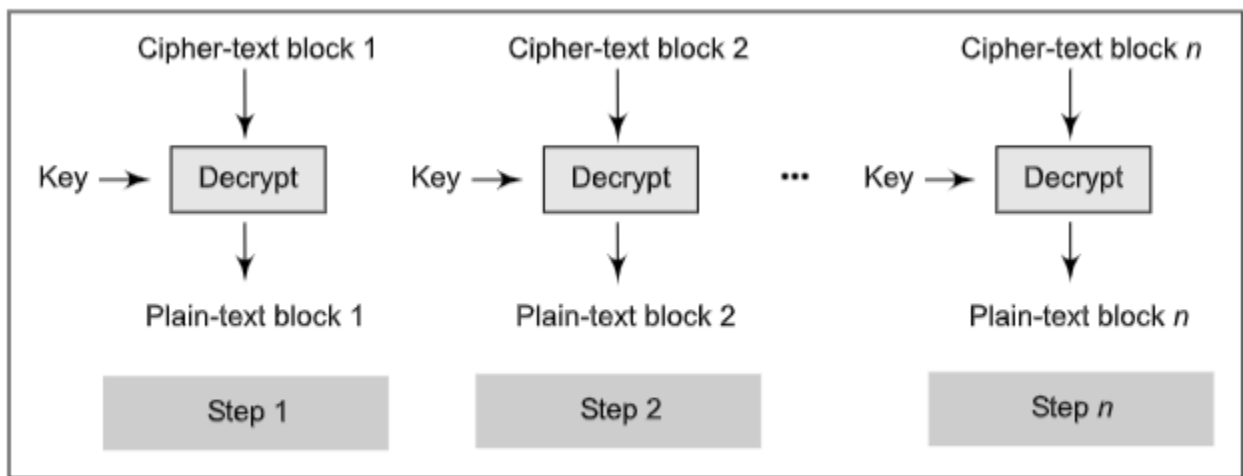 Cipher-text block 1
Cipher-text block 2
Cipher-text block n
Key
Decrypt
Key
Decrypt
...
Key
Decrypt
Plain-text block 1
Plain-text block 2
Plain-text block n
Step 1
Step 2
Step n